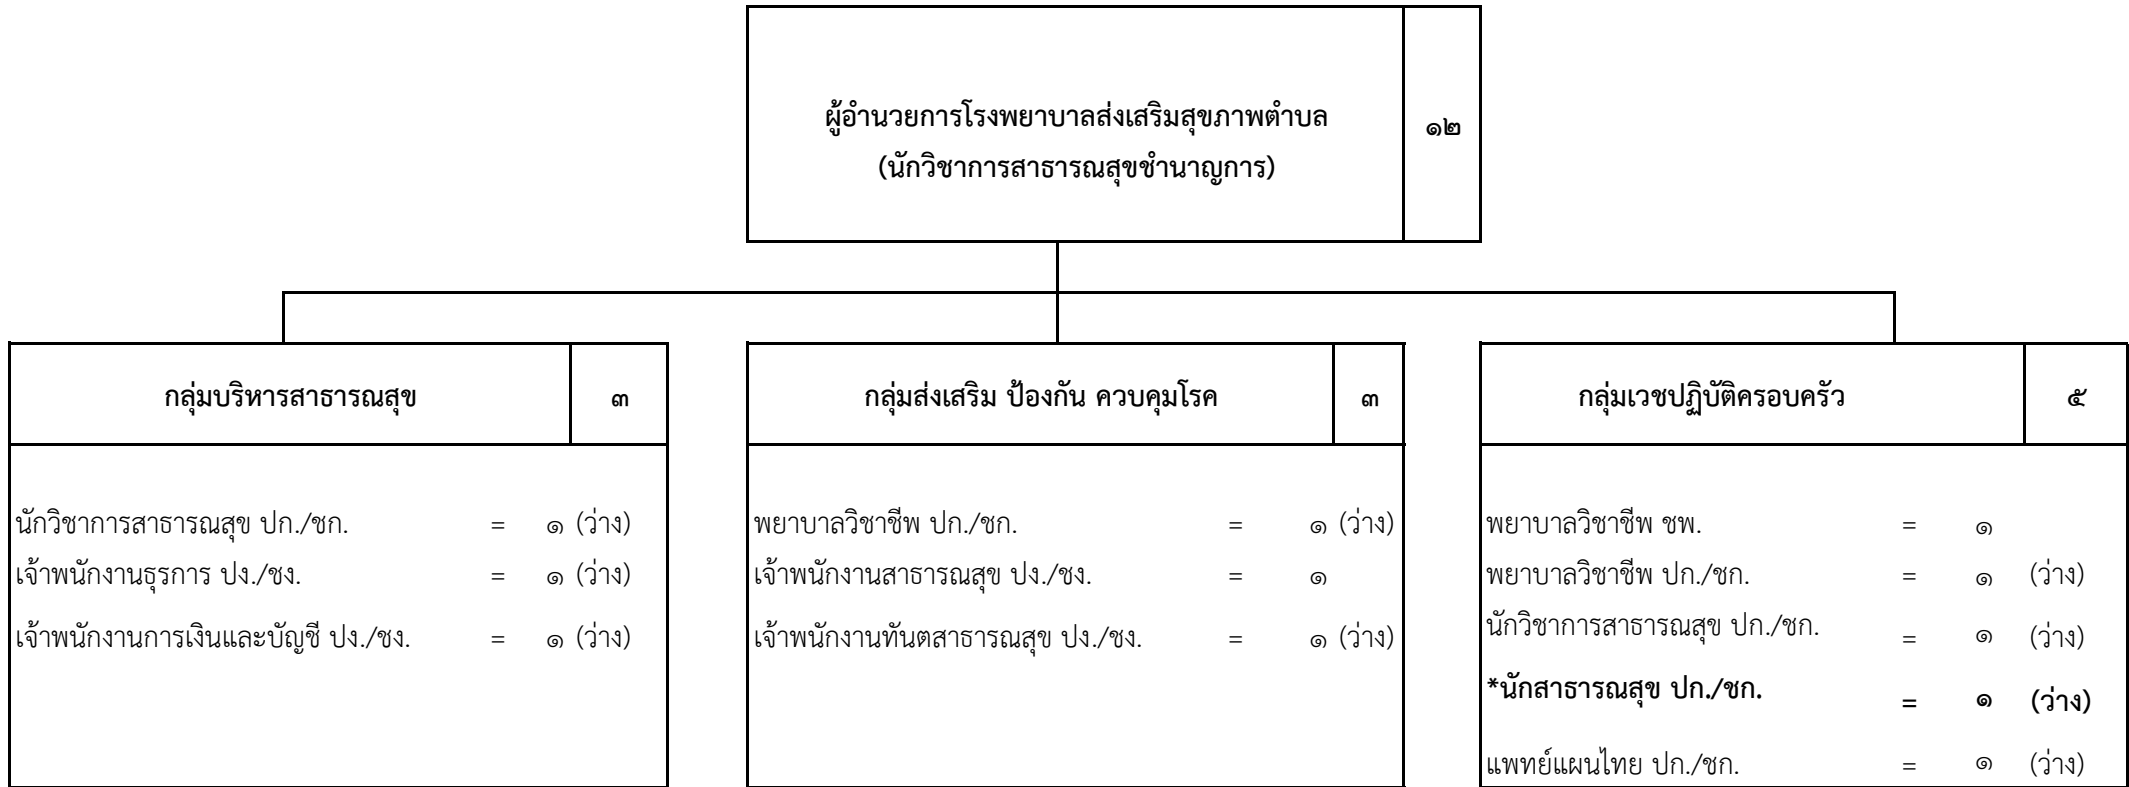 ผู้อำนวยการโรงพยาบาลส่งเสริมสุขภาพตำบล
(นักวิชาการสาธารณสุขชำนาญการ)
๑๒
กลุ่มบริหารสาธารณสุข ๓
นักวิชาการสาธารณสุข ปก./ชก. = ๑ (ว่าง)
เจ้าพนักงานธุรการ ปง./ชง. = ๑ (ว่าง)
เจ้าพนักงานการเงินและบัญชี ปง./ชง. = ๑ (ว่าง)
กลุ่มส่งเสริม ป้องกัน ควบคุมโรค ๓
พยาบาลวิชาชีพ ปก./ชก. = ๑ (ว่าง)
เจ้าพนักงานสาธารณสุข ปง./ชง. = ๑
เจ้าพนักงานทันตสาธารณสุข ปง./ชง. = ๑ (ว่าง)
กลุ่มเวชปฏิบัติครอบครัว ๕
พยาบาลวิชาชีพ ชพ. = ๑
พยาบาลวิชาชีพ ปก./ชก. = ๑ (ว่าง)
นักวิชาการสาธารณสุข ปก./ชก. = ๑ (ว่าง)
*นักสาธารณสุข ปก./ชก. = ๑ (ว่าง)
แพทย์แผนไทย ปก./ชก. = ๑ (ว่าง)